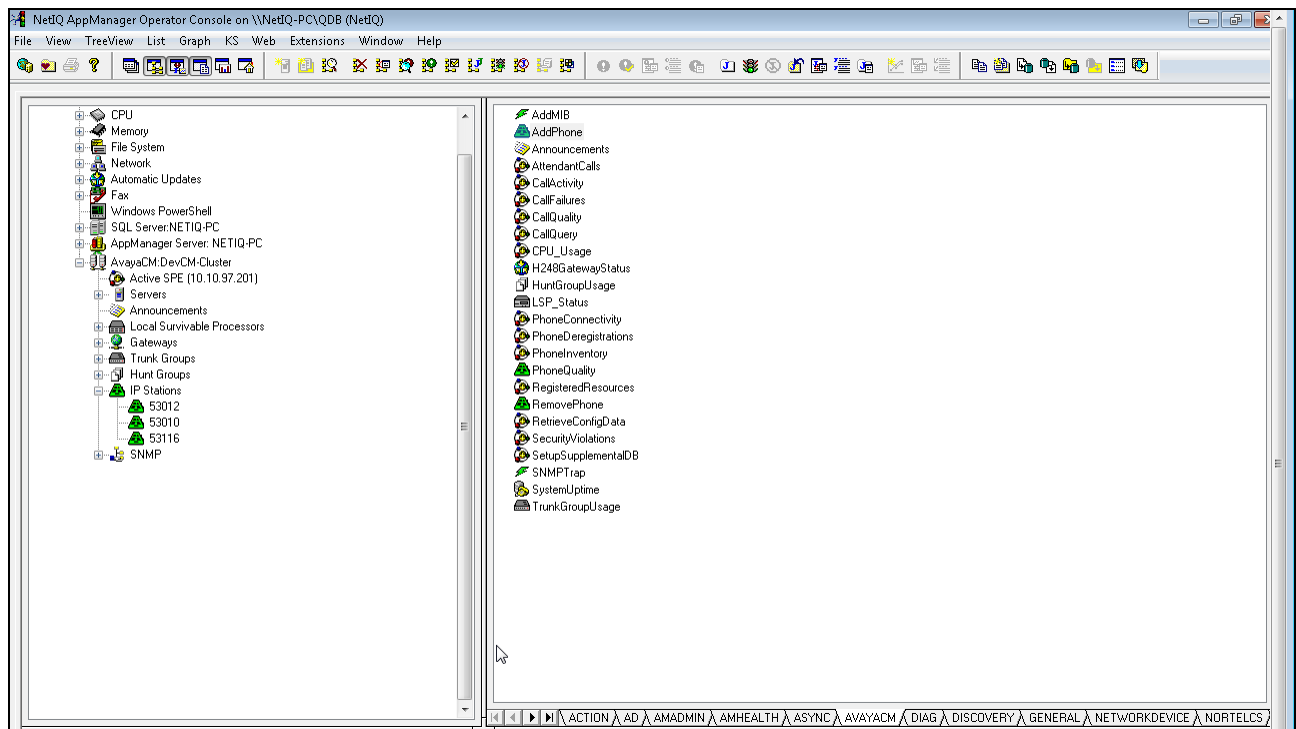 NetIQ AppManager Operator Console on \\NetIQ-PC\QDB (NetIQ)
File View TreeView List Graph KS Web Extensions Window Help
CPU
Memory
File System
Network
Automatic Updates
Fax
Windows PowerShell
SQL Server:NETIQ-PC
AppManager Server: NETIQ-PC
AvayaCM:DevCM-Cluster
Active SPE (10.10.97.201)
Servers
Announcements
Local Survivable Processors
Gateways
Trunk Groups
Hunt Groups
IP Stations
53012
53010
53116
SNMP
AddMIB
AddPhone
Announcements
AttendantCalls
CallActivity
CallFailures
CallQuality
CallQuery
CPU_Usage
H248GatewayStatus
HuntGroupUsage
LSP_Status
PhoneConnectivity
PhoneDeregistrations
PhoneInventory
PhoneQuality
RegisteredResources
RemovePhone
RetrieveConfigData
SecurityViolations
SetupSupplementalDB
SNMPTrap
SystemUptime
TrunkGroupUsage
ACTION AD AMADMIN AMHEALTH ASYNC AVAYACM DIAG DISCOVERY GENERAL NETWORKDEVICE NORTELCS